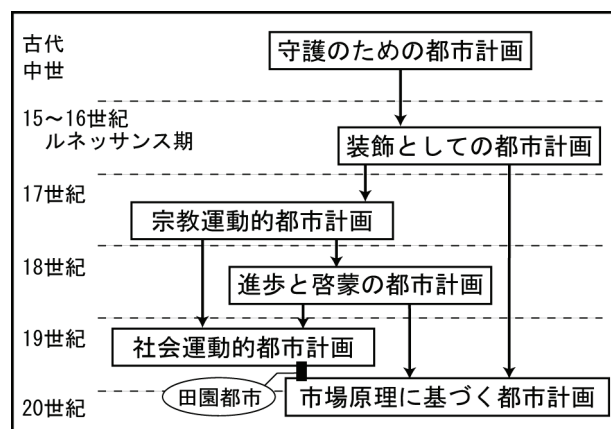 古代
中世
守護のための都市計画
15〜16世紀
ルネッサンス期
装飾としての都市計画
17世紀
宗教運動的都市計画
18世紀
進歩と啓蒙の都市計画
19世紀
社会運動的都市計画
田園都市
市場原理に基づく都市計画
20世紀